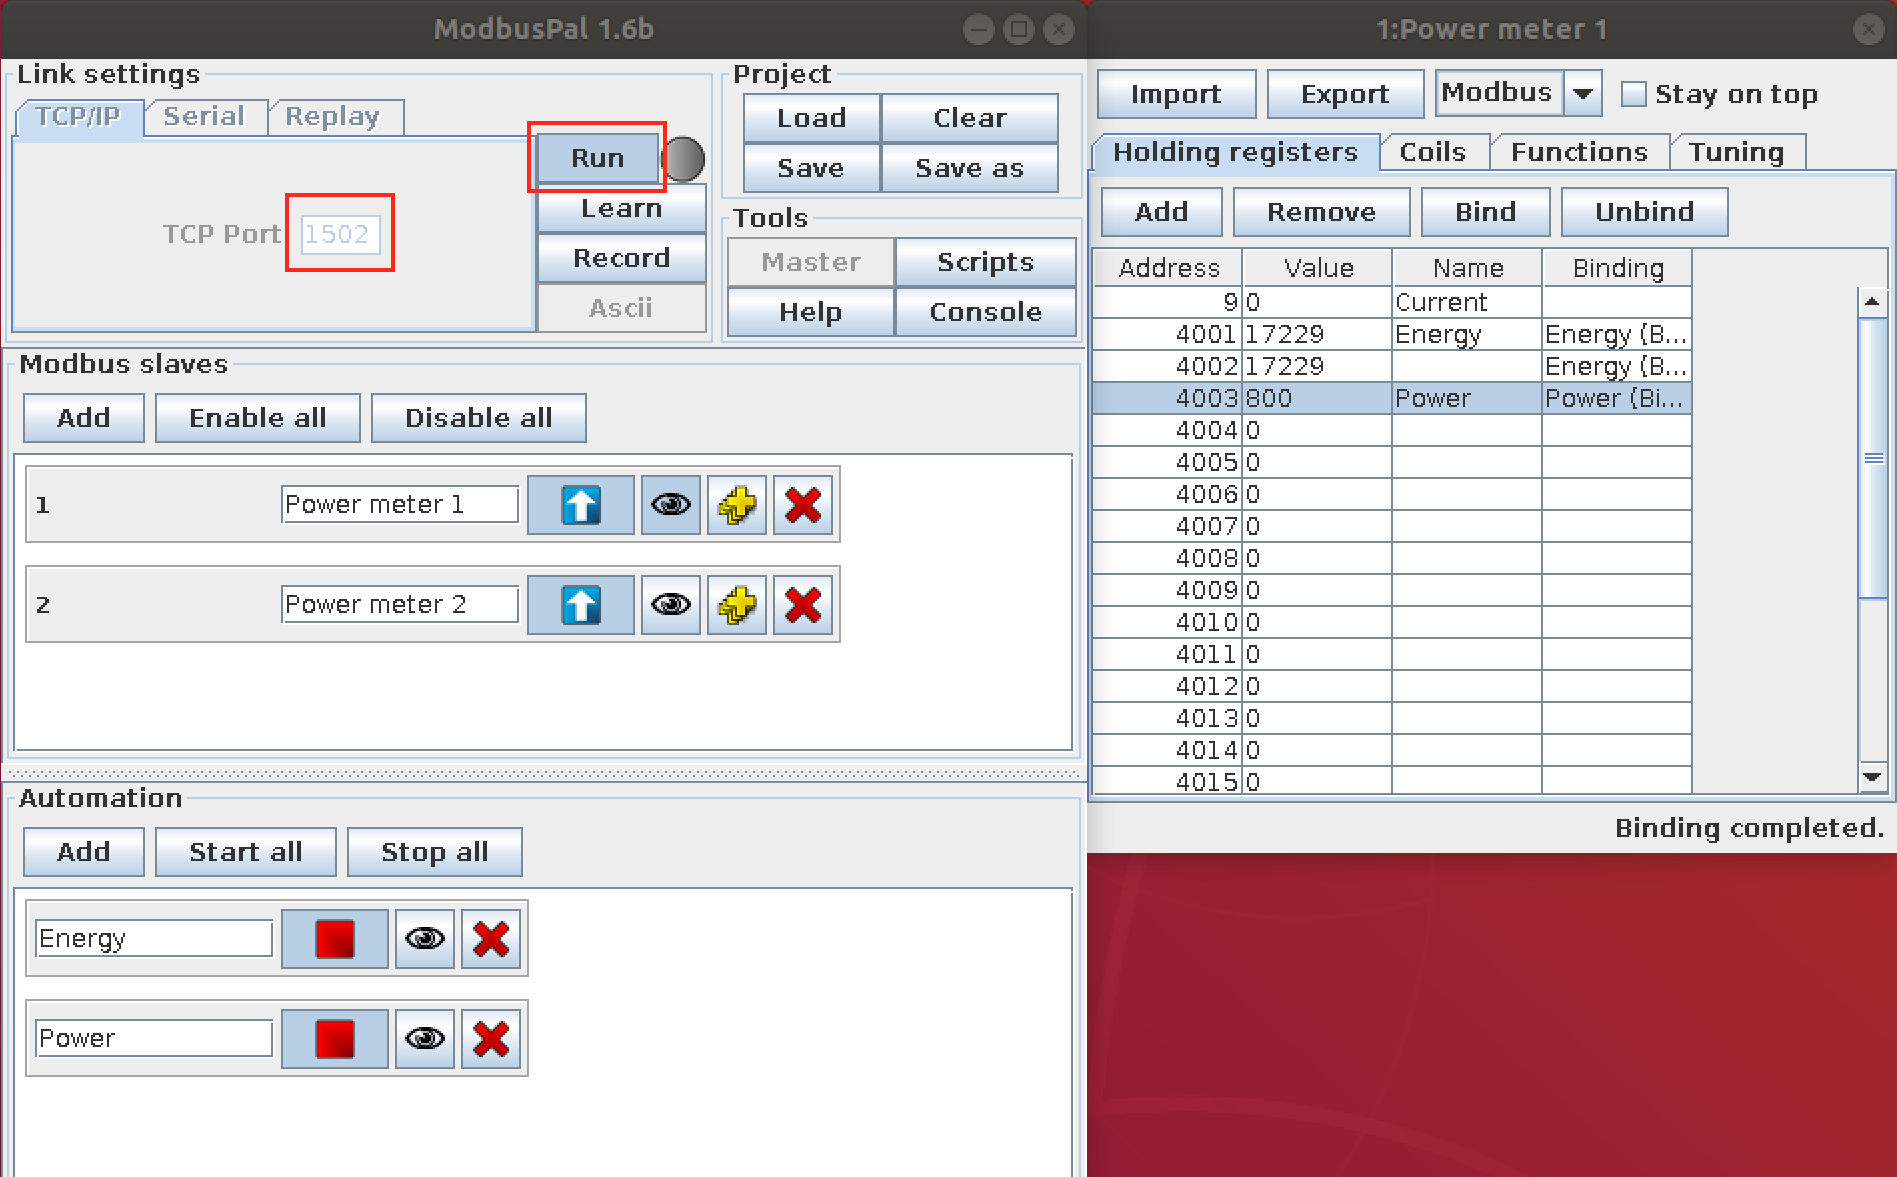 ModbusPal 1.6b
Link settings
TCP/IP Serial Replay
TCP Port 1502
Run
Learn
Record
Ascii
Project
Load Clear
Save Save as
Tools
Master Scripts
Help Console
Modbus slaves
Add Enable all Disable all
1 Power meter 1
2 Power meter 2
Automation
Add Start all Stop all
Energy
Power
1:Power meter 1
Import Export Modbus Stay on top
Holding registers Coils Functions Tuning
Add Remove Bind Unbind
Address Value Name Binding
9 0 Current
4001 17229 Energy Energy (B...
4002 17229 Energy (B...
4003 800 Power Power (Bi...
4004 0
4005 0
4006 0
4007 0
4008 0
4009 0
4010 0
4011 0
4012 0
4013 0
4014 0
4015 0
Binding completed.